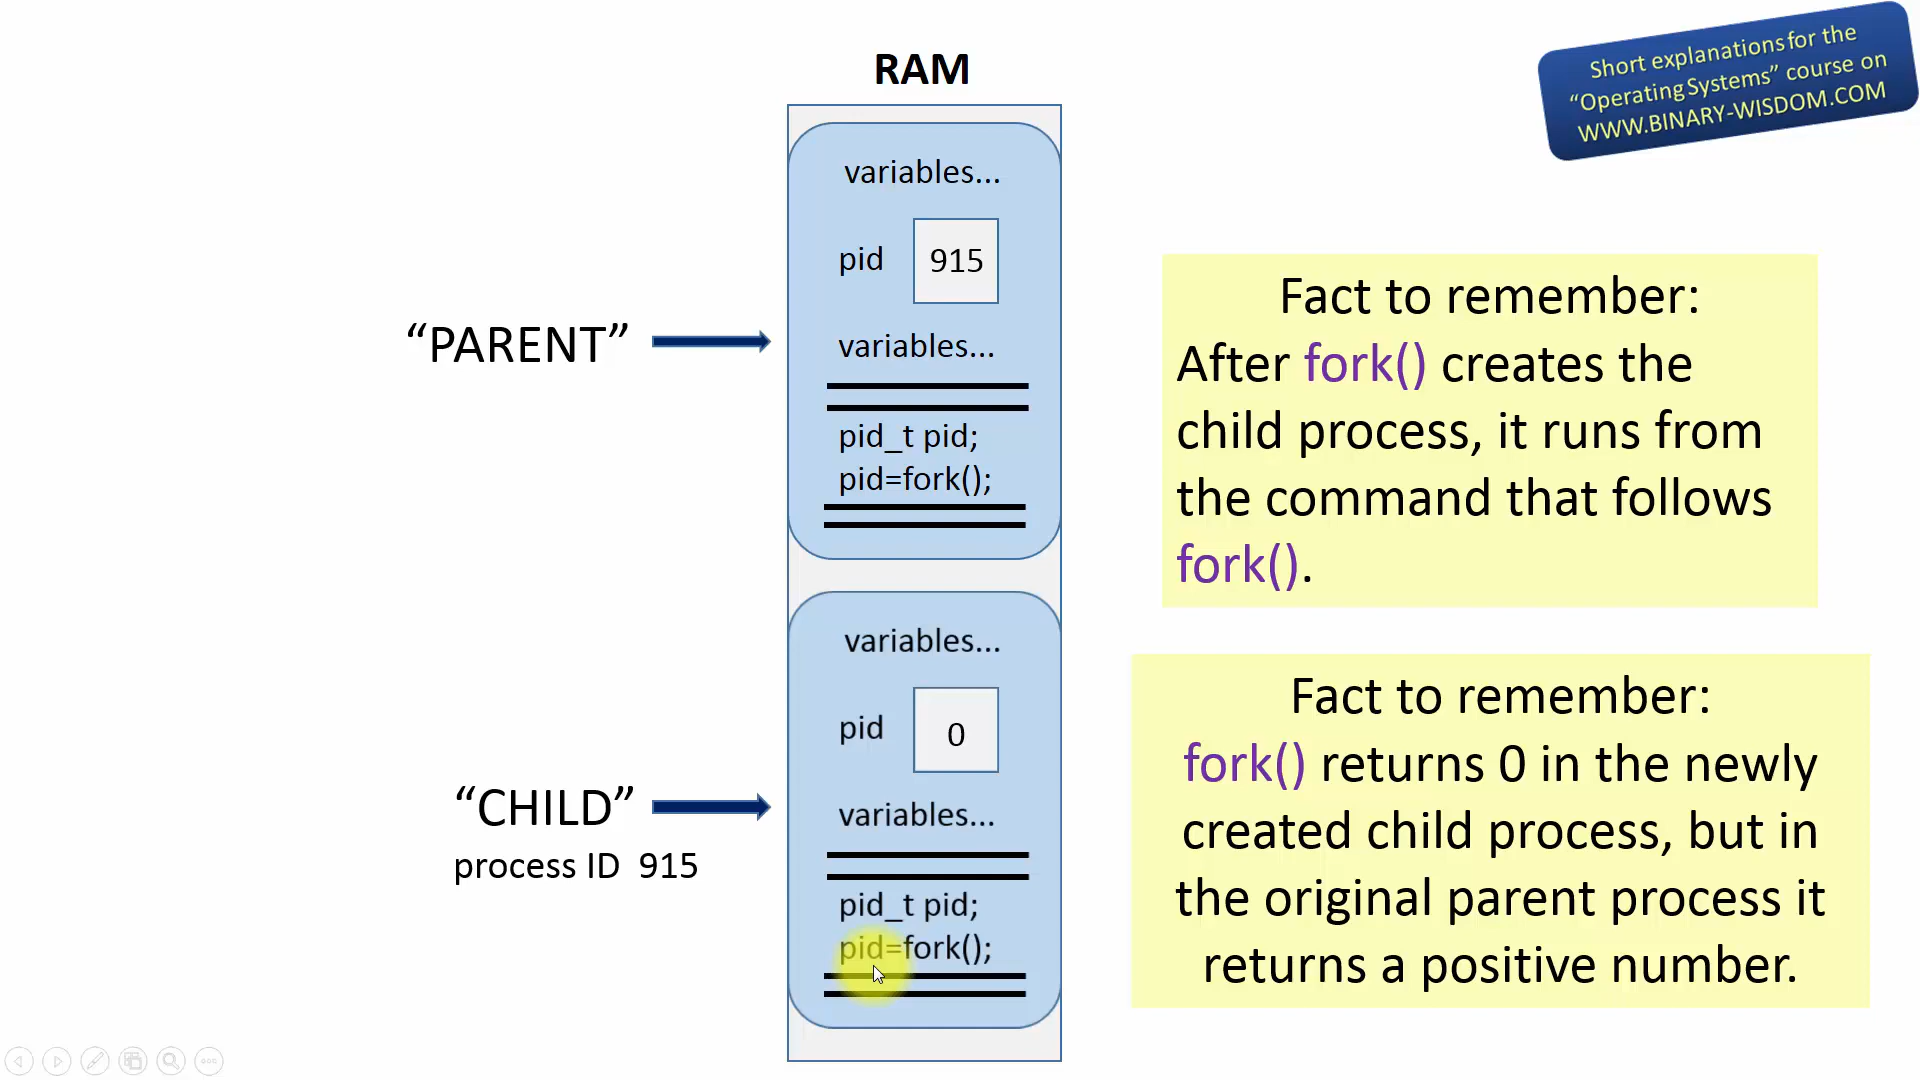 RAM
Short explanations for the
“Operating Systems” course on
WWW.BINARY-WISDOM.COM
variables...
pid 915
variables...
pid_t pid;
pid=fork();
“PARENT”
Fact to remember:
After fork() creates the
child process, it runs from
the command that follows
fork().
variables...
pid 0
variables...
pid_t pid;
pid=fork();
“CHILD”
process ID 915
Fact to remember:
fork() returns 0 in the newly
created child process, but in
the original parent process it
returns a positive number.